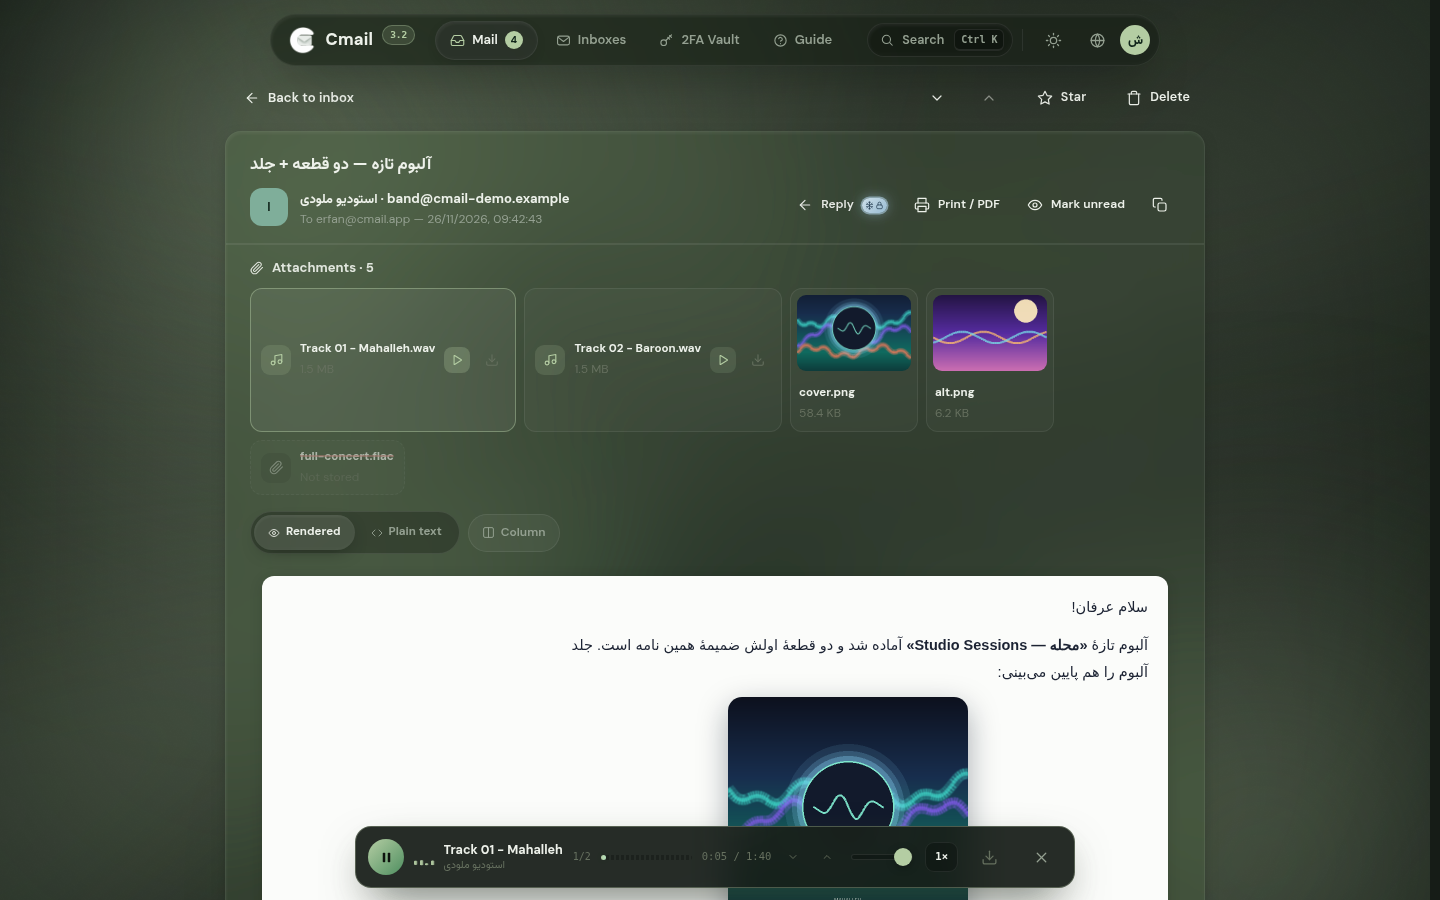 Cmail 3.2 Mail 4 Inboxes 2FA Vault Guide Search Ctrl K ش
Back to inbox Star Delete
آلبوم تازه — دو قطعه + جلد
ا
استودیو ملودی · band@cmail-demo.example
To erfan@cmail.app — 26/11/2026, 09:42:43
Reply Print / PDF Mark unread
Attachments · 5
Track 01 - Mahalleh.wav
1.5 MB
Track 02 - Baroon.wav
1.5 MB
cover.png
58.4 KB
alt.png
6.2 KB
full-concert.flac
Not stored
Rendered Plain text Column
سلام عرفان!
آلبوم تازهٔ «محله — Studio Sessions» آماده شد و دو قطعهٔ اولش ضمیمهٔ همین نامه است. جلد
آلبوم را هم پایین می‌بینی:
Track 01 - Mahalleh
استودیو ملودی
1/2 0:05 / 1:40 1×